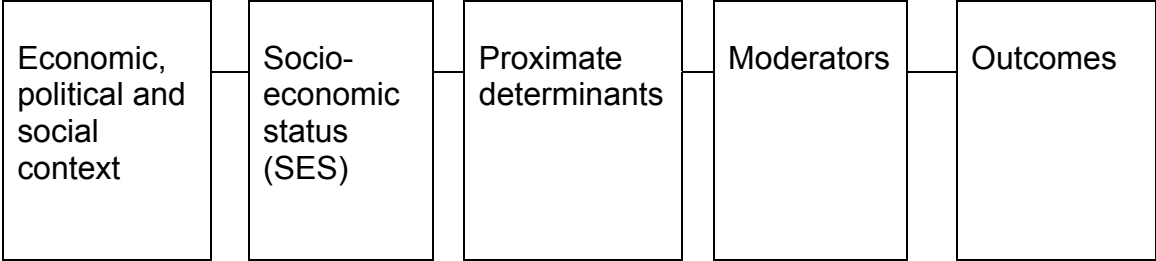 Economic,
political and
social
context
Socio-
economic
status
(SES)
Proximate
determinants
Moderators
Outcomes